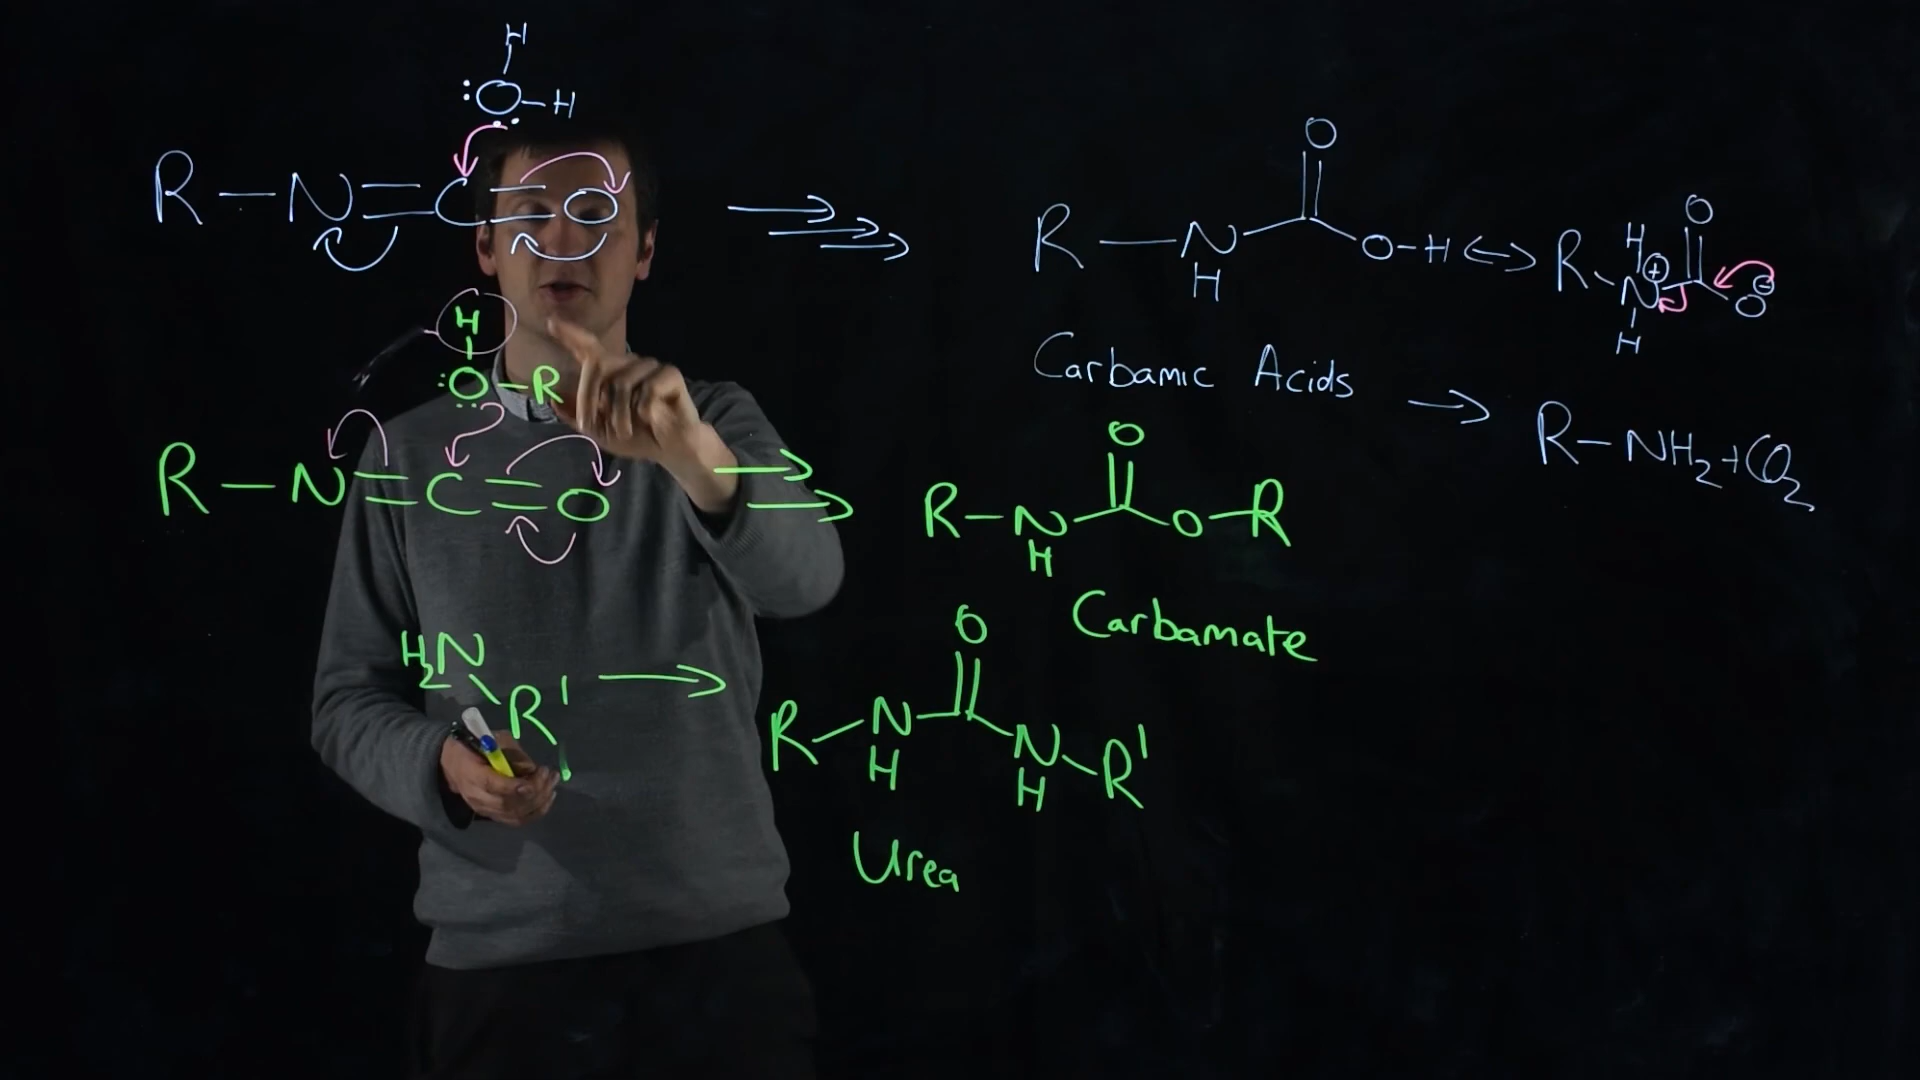 H
:O-H
R-N=C=O
O
R-N-O-H
H
O
H
R-N⊕ O⊖
H
Carbamic Acids → R-NH2+CO2
H
:O-R
R-N=C=O
O
R-N-O-R
H
Carbamate
H2N-R'
O
R-N-N-R'
H H
Urea